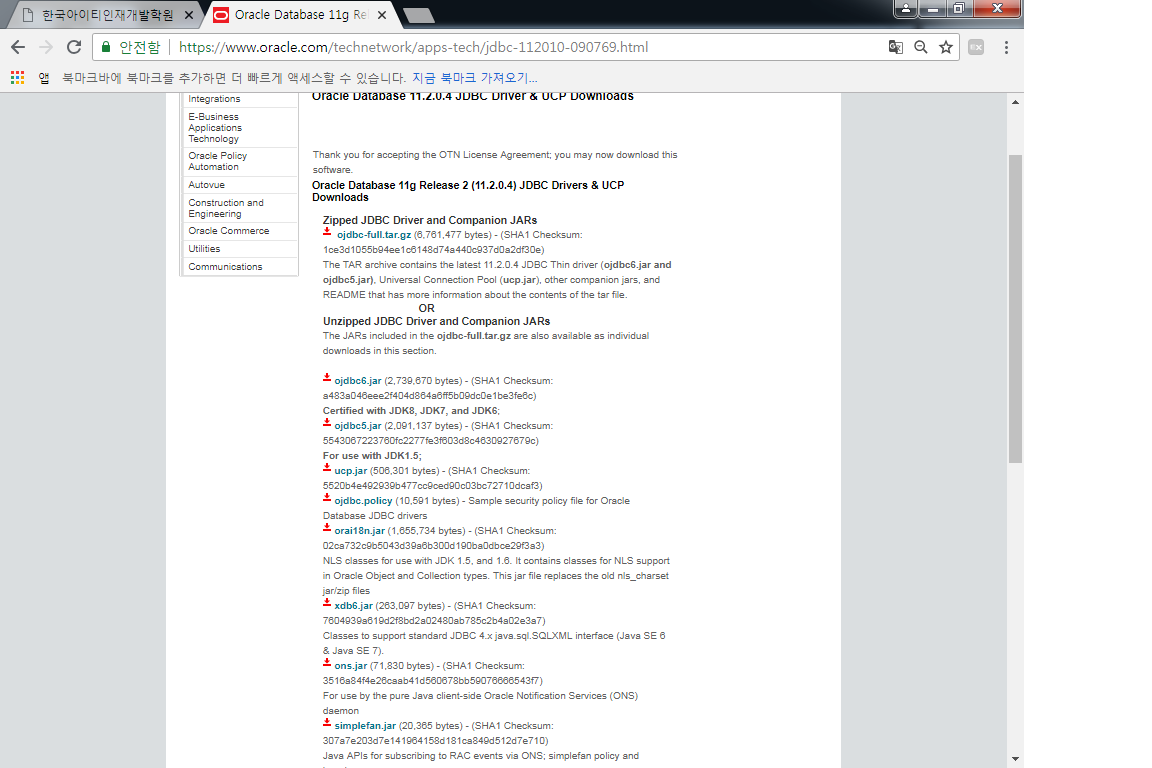 한국아이티인재개발학원
Oracle Database 11g Rel
안전함
https://www.oracle.com/technetwork/apps-tech/jdbc-112010-090769.html
앱
북마크바에 북마크를 추가하면 더 빠르게 액세스할 수 있습니다. 지금 북마크 가져오기...
Integrations
E-Business
Applications
Technology
Oracle Policy
Automation
Autovue
Construction and
Engineering
Oracle Commerce
Utilities
Communications
Oracle Database 11.2.0.4 JDBC Driver & UCP Downloads
Thank you for accepting the OTN License Agreement; you may now download this
software.
Oracle Database 11g Release 2 (11.2.0.4) JDBC Drivers & UCP
Downloads
Zipped JDBC Driver and Companion JARs
ojdbc-full.tar.gz (6,761,477 bytes) - (SHA1 Checksum:
1ce3d1055b94ee1c6148d74a440c937d0a2df30e)
The TAR archive contains the latest 11.2.0.4 JDBC Thin driver (ojdbc6.jar and
ojdbc5.jar), Universal Connection Pool (ucp.jar), other companion jars, and
README that has more information about the contents of the tar file.
OR
Unzipped JDBC Driver and Companion JARs
The JARs included in the ojdbc-full.tar.gz are also available as individual
downloads in this section.
ojdbc6.jar (2,739,670 bytes) - (SHA1 Checksum:
a483a046eee2f404d864a6ff5b09dc0e1be3fe6c)
Certified with JDK8, JDK7, and JDK6;
ojdbc5.jar (2,091,137 bytes) - (SHA1 Checksum:
5543067223760fc2277fe3f603d8c4630927679c)
For use with JDK1.5;
ucp.jar (506,301 bytes) - (SHA1 Checksum:
5520b4e492939b477cc9ced90c03bc72710dcaf3)
ojdbc.policy (10,591 bytes) - Sample security policy file for Oracle
Database JDBC drivers
orai18n.jar (1,655,734 bytes) - (SHA1 Checksum:
02ca732c9b5043d39a6b300d190ba0dbce29f3a3)
NLS classes for use with JDK 1.5, and 1.6. It contains classes for NLS support
in Oracle Object and Collection types. This jar file replaces the old nls_charset
jar/zip files
xdb6.jar (263,097 bytes) - (SHA1 Checksum:
7604939a619d2f8bd2a02480ab785c2b4a02e3a7)
Classes to support standard JDBC 4.x java.sql.SQLXML interface (Java SE 6
& Java SE 7).
ons.jar (71,830 bytes) - (SHA1 Checksum:
3516a84f4e26caab41d560678bb59076666543f7)
For use by the pure Java client-side Oracle Notification Services (ONS)
daemon
simplefan.jar (20,365 bytes) - (SHA1 Checksum:
307a7e203d7e141964158d181ca849d512d7e710)
Java APIs for subscribing to RAC events via ONS; simplefan policy and